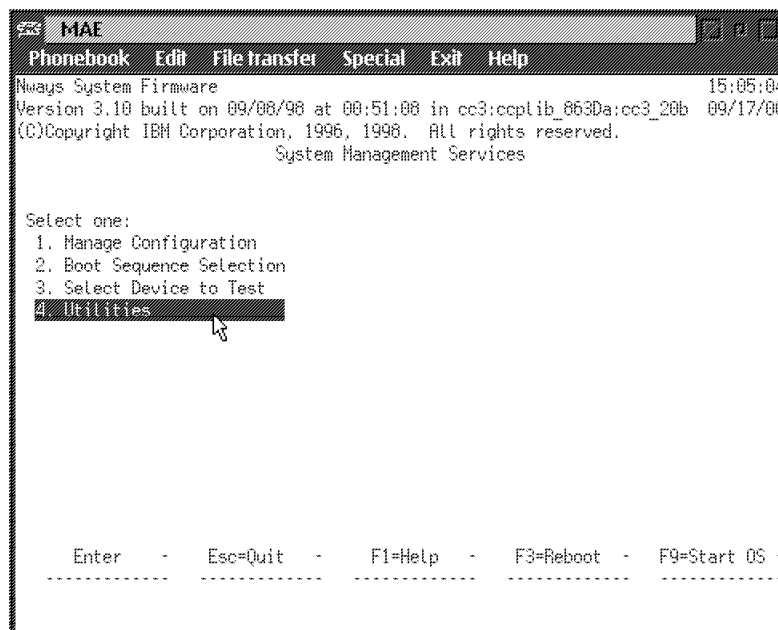 MAE
Phonebook Edit File transfer Special Exit Help
Nways System Firmware 15:05:04
Version 3.10 built on 09/08/98 at 00:51:08 in cc3:ccplib_863Da:cc3_20b 09/17/00
(C)Copyright IBM Corporation, 1996, 1998. All rights reserved.
System Management Services
Select one:
1. Manage Configuration
2. Boot Sequence Selection
3. Select Device to Test
4. Utilities
Enter - Esc=Quit - F1=Help - F3=Reboot - F9=Start OS -